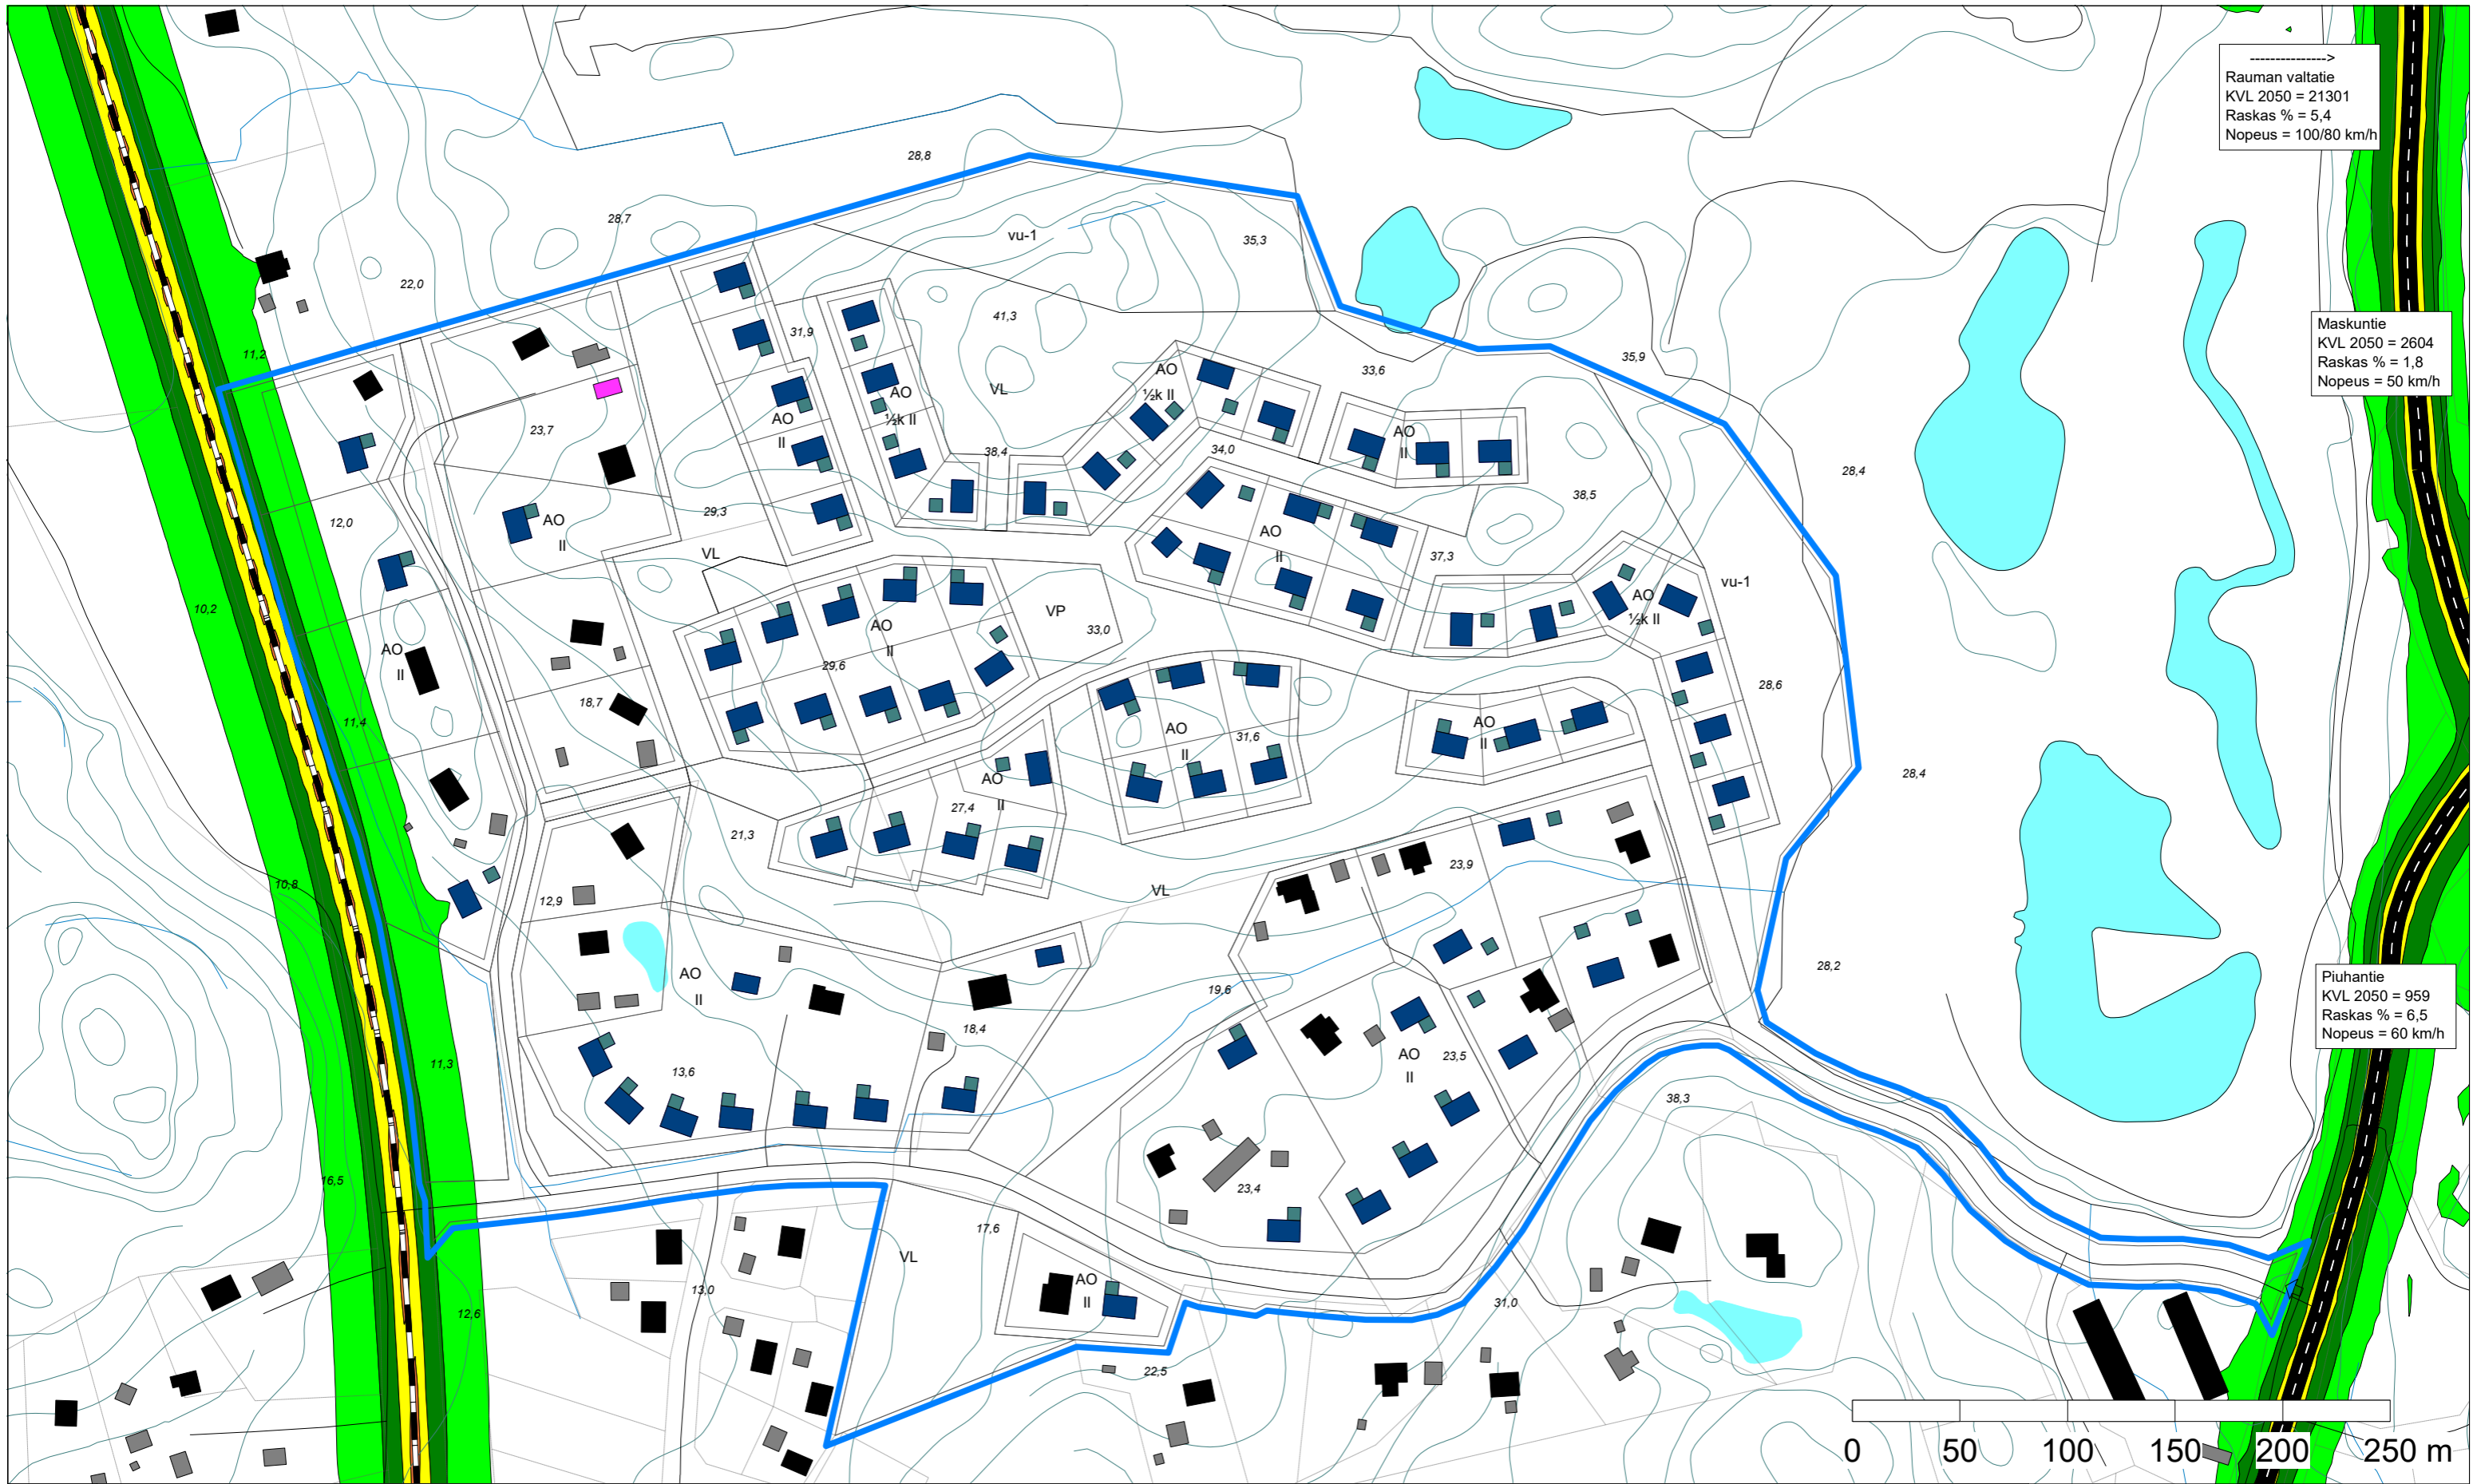 --------------->
Rauman valtatie
KVL 2050 = 21301
Raskas % = 5,4
Nopeus = 100/80 km/h
28,8
28,7
vu-1
35,3
22,0
41,3
31,9
Maskuntie
KVL 2050 = 2604
Raskas % = 1,8
Nopeus = 50 km/h
11,2
35,9
33,6
AO
½k II
VL
AO
½k II
AO
II
23,7
AO
II
38,4
34,0
28,4
38,5
12,0
29,3
AO
II
AO
II
VL
37,3
10,2
vu-1
AO
½k II
VP
33,0
AO
II
AO
II
29,6
28,6
18,7
11,4
AO
II
31,6
AO
II
28,4
AO
II
27,4
21,3
23,9
10,8
VL
12,9
28,2
AO
II
19,6
Piuhantie
KVL 2050 = 959
Raskas % = 6,5
Nopeus = 60 km/h
18,4
11,3
13,6
AO
II
23,5
38,3
16,5
23,4
17,6
VL
13,0
AO
II
12,6
31,0
22,5
0 50 100 150 200 250 m